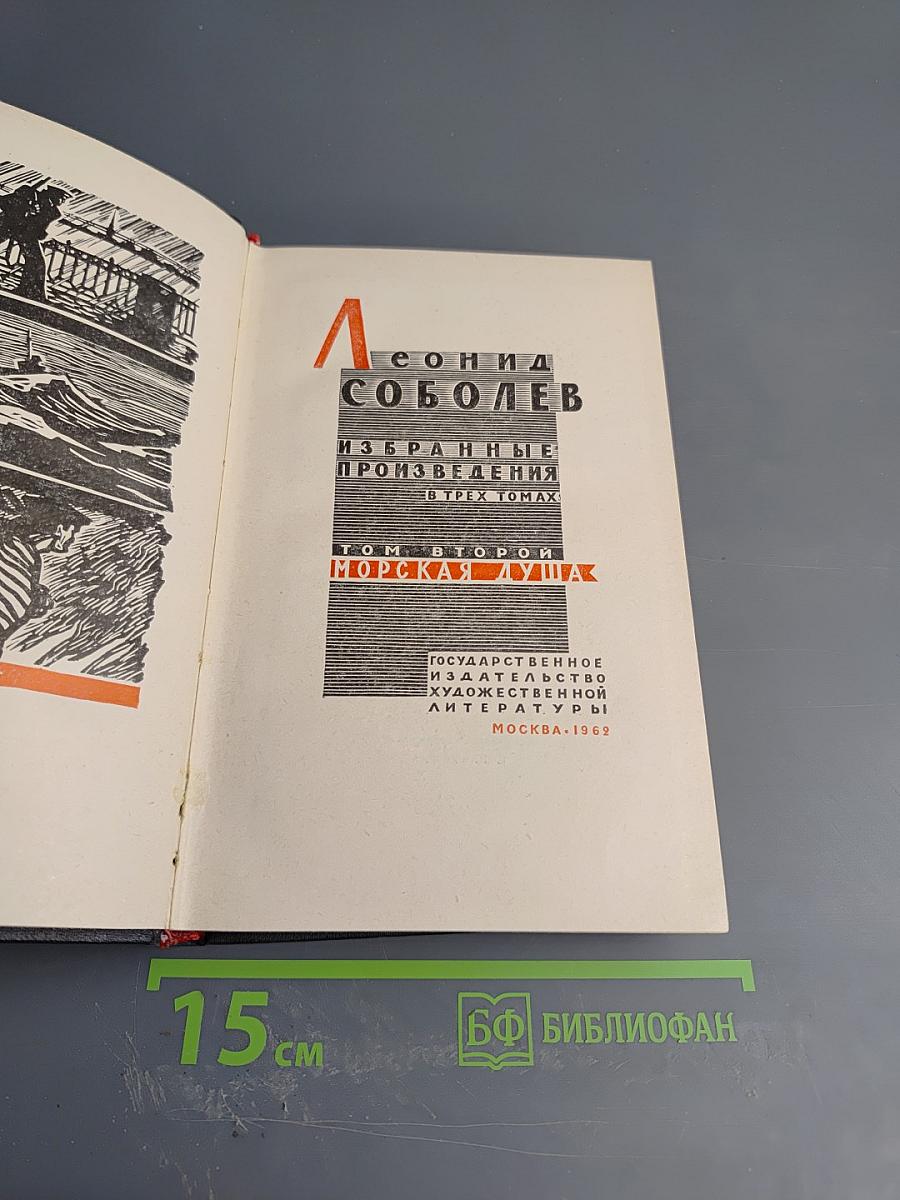 Леонид
СОБОЛЕВ
ИЗБРАННЫЕ
ПРОИЗВЕДЕНИЯ
В ТРЕХ ТОМАХ
ТОМ ВТОРОЙ
МОРСКАЯ ДУША
ГОСУДАРСТВЕННОЕ
ИЗДАТЕЛЬСТВО
ХУДОЖЕСТВЕННОЙ
ЛИТЕРАТУРЫ
МОСКВА·1962
15 см
БФ БИБЛИОФАН